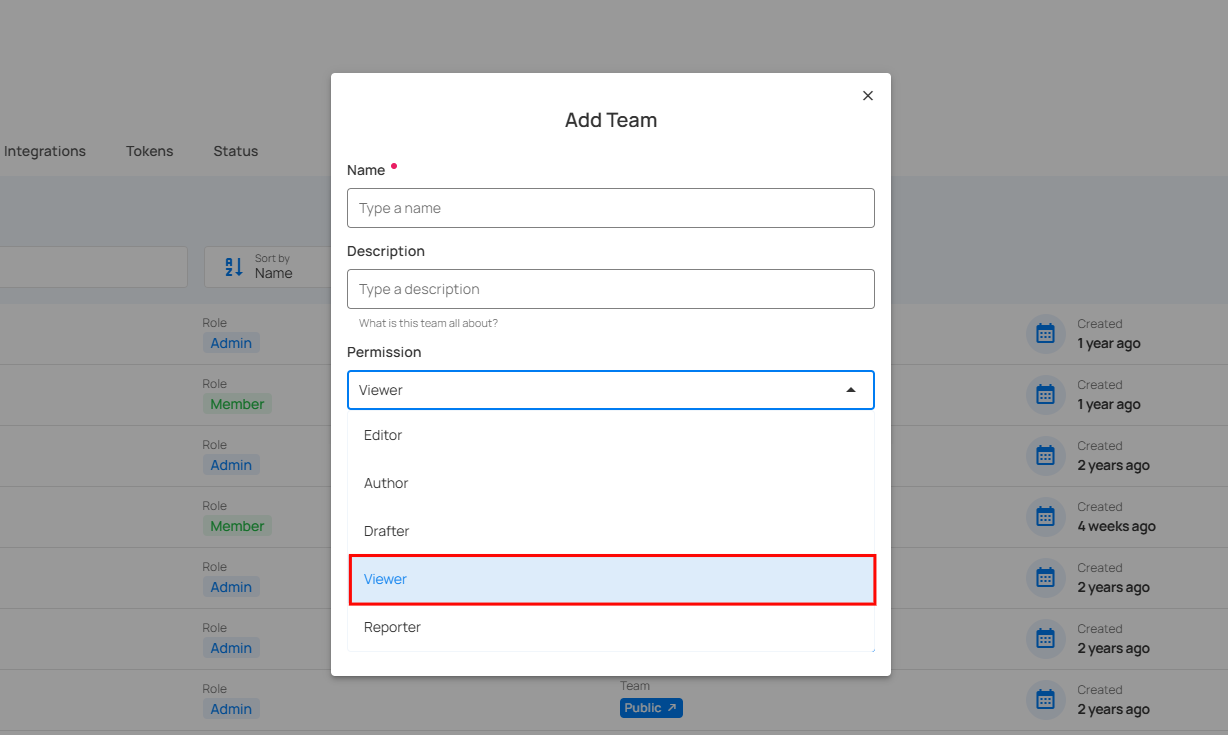 Add Team
Integrations Tokens Status
Name
Type a name
Description
Sort by
Name
Type a description
What is this team all about?
Permission
Viewer
Editor
Author
Drafter
Viewer
Reporter
Role
Admin
Created
1 year ago
Role
Member
Created
1 year ago
Role
Admin
Created
2 years ago
Role
Member
Created
4 weeks ago
Role
Admin
Created
2 years ago
Role
Admin
Created
2 years ago
Role
Admin
Team
Public
Created
2 years ago